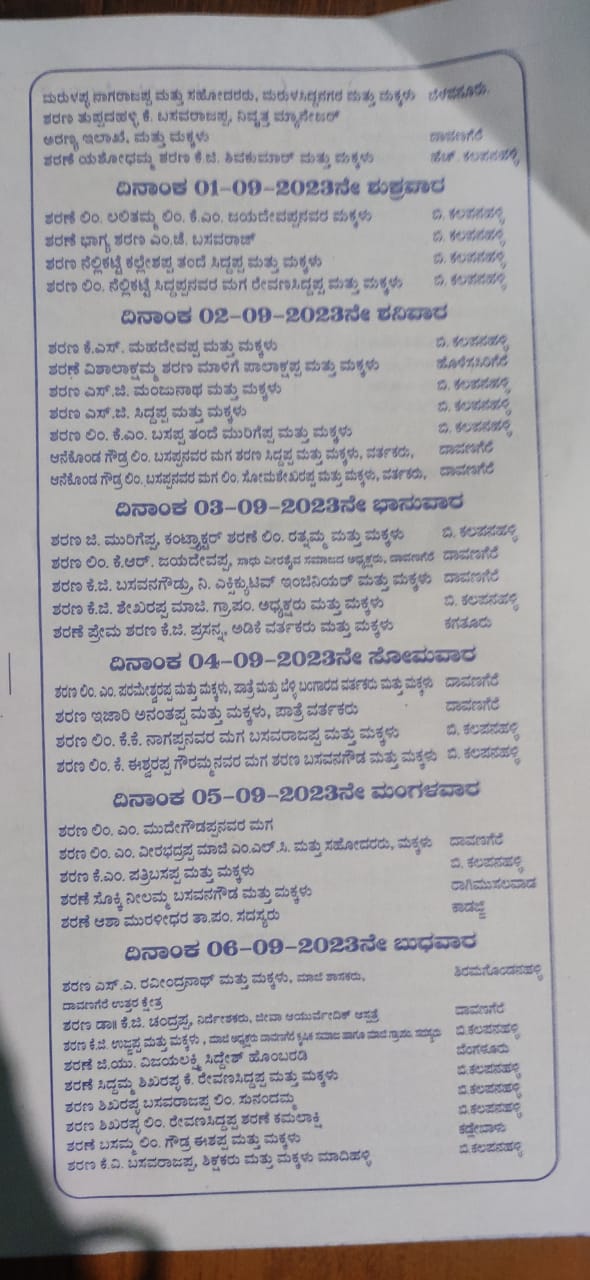 ಮರುಳಪ್ಪ ನಾಗರಾಜಪ್ಪ ಮತ್ತು ಸಹೋದರರು, ಮರುಳಸಿದ್ದನಗರ ಮತ್ತು ಮಕ್ಕಳು
ಶರಣ ತುಪ್ಪದಹಳ್ಳಿ ಕೆ. ಬಸವರಾಜಪ್ಪ, ನಿವೃತ್ತ ಮ್ಯಾನೇಜರ್
ಅರಣ್ಯ ಇಲಾಖೆ, ಮತ್ತು ಮಕ್ಕಳು ದಾವಣಗೆರೆ
ಶರಣೆ ಯಶೋಧಮ್ಮ ಶರಣ ಕೆ.ಜಿ. ಶಿವಕುಮಾರ್ ಮತ್ತು ಮಕ್ಕಳು ಹೆಚ್. ಕಲಪನಹಳ್ಳಿ
ದಿನಾಂಕ 01-09-2023ನೇ ಶುಕ್ರವಾರ
ಶರಣೆ ಲಿಂ. ಲಲಿತಮ್ಮ ಲಿಂ. ಕೆ.ಎಂ. ಜಯದೇವಪ್ಪನವರ ಮಕ್ಕಳು ಬಿ. ಕಲಪನಹಳ್ಳಿ
ಶರಣೆ ಭಾಗ್ಯ ಶರಣ ಎಂ.ಜೆ. ಬಸವರಾಜ್ ಬಿ. ಕಲಪನಹಳ್ಳಿ
ಶರಣ ನೆಲ್ಲಿಕಟ್ಟೆ ಕಲ್ಲೇಶಪ್ಪ ತಂದೆ ಸಿದ್ದಪ್ಪ ಮತ್ತು ಮಕ್ಕಳು ಬಿ. ಕಲಪನಹಳ್ಳಿ
ಶರಣ ಲಿಂ. ನೆಲ್ಲಿಕಟ್ಟೆ ಸಿದ್ದಪ್ಪನವರ ಮಗ ರೇವಣಸಿದ್ದಪ್ಪ ಮತ್ತು ಮಕ್ಕಳು ಬಿ. ಕಲಪನಹಳ್ಳಿ
ದಿನಾಂಕ 02-09-2023ನೇ ಶನಿವಾರ
ಶರಣ ಕೆ.ಎಸ್. ಮಹದೇವಪ್ಪ ಮತ್ತು ಮಕ್ಕಳು ಬಿ. ಕಲಪನಹಳ್ಳಿ
ಶರಣೆ ವಿಶಾಲಾಕ್ಷಮ್ಮ ಶರಣ ಮಾಳಿಗೆ ಪಾಲಾಕ್ಷಪ್ಪ ಮತ್ತು ಮಕ್ಕಳು ಹೊಳೆಸಿರಿಗೆರೆ
ಶರಣ ಎಸ್.ಜಿ. ಮಂಜುನಾಥ ಮತ್ತು ಮಕ್ಕಳು ಬಿ. ಕಲಪನಹಳ್ಳಿ
ಶರಣ ಎಸ್.ಜಿ. ಸಿದ್ದಪ್ಪ ಮತ್ತು ಮಕ್ಕಳು ಬಿ. ಕಲಪನಹಳ್ಳಿ
ಶರಣ ಲಿಂ. ಕೆ.ಎಂ. ಬಸಪ್ಪ ತಂದೆ ಮುರಿಗೆಪ್ಪ ಮತ್ತು ಮಕ್ಕಳು ಬಿ. ಕಲಪನಹಳ್ಳಿ
ಆನೆಕೊಂಡ ಗೌಡ್ರ ಲಿಂ. ಬಸಪ್ಪನವರ ಮಗ ಶರಣ ಸಿದ್ದಪ್ಪ ಮತ್ತು ಮಕ್ಕಳು, ವರ್ತಕರು, ದಾವಣಗೆರೆ
ಆನೆಕೊಂಡ ಗೌಡ್ರ ಲಿಂ. ಬಸಪ್ಪನವರ ಮಗ ಲಿಂ. ಸೋಮಶೇಖರಪ್ಪ ಮತ್ತು ಮಕ್ಕಳು, ವರ್ತಕರು, ದಾವಣಗೆರೆ
ದಿನಾಂಕ 03-09-2023ನೇ ಭಾನುವಾರ
ಶರಣ ಜಿ. ಮುರಿಗೆಪ್ಪ, ಕಂಟ್ರ್ಯಾಕ್ಟರ್ ಶರಣೆ ಲಿಂ. ರತ್ನಮ್ಮ ಮತ್ತು ಮಕ್ಕಳು ಬಿ. ಕಲಪನಹಳ್ಳಿ
ಶರಣ ಲಿಂ. ಕೆ.ಆರ್. ಜಯದೇವಪ್ಪ, ಸಾಧು ವೀರಶೈವ ಸಮಾಜದ ಅಧ್ಯಕ್ಷರು, ದಾವಣಗೆರೆ ದಾವಣಗೆರೆ
ಶರಣ ಕೆ.ಜಿ. ಬಸವನಗೌಡ್ರು, ನಿ. ಎಕ್ಸಿಕ್ಯುಟಿವ್ ಇಂಜಿನಿಯರ್ ಮತ್ತು ಮಕ್ಕಳು ದಾವಣಗೆರೆ
ಶರಣ ಕೆ.ಜಿ. ಶೇಖರಪ್ಪ ಮಾಜಿ. ಗ್ರಾ.ಪಂ. ಅಧ್ಯಕ್ಷರು ಮತ್ತು ಮಕ್ಕಳು ಬಿ. ಕಲಪನಹಳ್ಳಿ
ಶರಣೆ ಪ್ರೇಮ ಶರಣ ಕೆ.ಜಿ. ಪ್ರಸನ್ನ, ಅಡಿಕೆ ವರ್ತಕರು ಮತ್ತು ಮಕ್ಕಳು ಕಗತೂರು
ದಿನಾಂಕ 04-09-2023ನೇ ಸೋಮವಾರ
ಶರಣ ಲಿಂ. ಎಂ. ಪರಮೇಶ್ವರಪ್ಪ ಮತ್ತು ಮಕ್ಕಳು, ಪಾತ್ರೆ ಮತ್ತು ಬೆಳ್ಳಿ ಬಂಗಾರದ ವರ್ತಕರು ಮತ್ತು ಮಕ್ಕಳು ದಾವಣಗೆರೆ
ಶರಣ ಇಜಾರಿ ಅನಂತಪ್ಪ ಮತ್ತು ಮಕ್ಕಳು, ಪಾತ್ರೆ ವರ್ತಕರು ದಾವಣಗೆರೆ
ಶರಣ ಲಿಂ. ಕೆ.ಕೆ. ನಾಗಪ್ಪನವರ ಮಗ ಬಸವರಾಜಪ್ಪ ಮತ್ತು ಮಕ್ಕಳು ಬಿ. ಕಲಪನಹಳ್ಳಿ
ಶರಣ ಲಿಂ. ಕೆ. ಈಶ್ವರಪ್ಪ ಗೌರಮ್ಮನವರ ಮಗ ಶರಣ ಬಸವನಗೌಡ ಮತ್ತು ಮಕ್ಕಳು ಬಿ. ಕಲಪನಹಳ್ಳಿ
ದಿನಾಂಕ 05-09-2023ನೇ ಮಂಗಳವಾರ
ಶರಣ ಲಿಂ. ಎಂ. ಮುದೇಗೌಡಪ್ಪನವರ ಮಗ
ಶರಣ ಲಿಂ. ಎಂ. ವೀರಭದ್ರಪ್ಪ ಮಾಜಿ ಎಂ.ಎಲ್.ಸಿ. ಮತ್ತು ಸಹೋದರರು, ಮಕ್ಕಳು ದಾವಣಗೆರೆ
ಶರಣ ಕೆ.ಎಂ. ಪತ್ರಿಬಸಪ್ಪ ಮತ್ತು ಮಕ್ಕಳು ಬಿ. ಕಲಪನಹಳ್ಳಿ
ಶರಣೆ ಸೊಕ್ಕಿ ನೀಲಮ್ಮ ಬಸವನಗೌಡ ಮತ್ತು ಮಕ್ಕಳು ರಾಗಿಮುಸಲವಾಡ
ಶರಣೆ ಆಶಾ ಮುರಳೀಧರ ತಾ.ಪಂ. ಸದಸ್ಯರು ಕಾಡಜ್ಜಿ
ದಿನಾಂಕ 06-09-2023ನೇ ಬುಧವಾರ
ಶರಣ ಎಸ್.ಎ. ರವೀಂದ್ರನಾಥ್ ಮತ್ತು ಮಕ್ಕಳು, ಮಾಜಿ ಶಾಸಕರು, ಶಿರಮಗೊಂಡನಹಳ್ಳಿ
ದಾವಣಗೆರೆ ಉತ್ತರ ಕ್ಷೇತ್ರ
ಶರಣ ಡಾ॥ ಕೆ.ಜಿ. ಚಂದ್ರಪ್ಪ, ನಿರ್ದೇಶಕರು, ಜೀವಾ ಆಯುರ್ವೇದಿಕ್ ಆಸ್ಪತ್ರೆ ದಾವಣಗೆರೆ
ಶರಣ ಕೆ.ಜಿ. ಉಜ್ಜಪ್ಪ ಮತ್ತು ಮಕ್ಕಳು, ಮಾಜಿ ಅಧ್ಯಕ್ಷರು ದಾವಣಗೆರೆ ಕೃಷಿಕ ಸಮಾಜ ಹಾಗೂ ಮಾಜಿ ಗ್ರಾ.ಪಂ. ಸದಸ್ಯರು ಬಿ.ಕಲಪನಹಳ್ಳಿ
ಶರಣೆ ಜಿ.ಯು. ವಿಜಯಲಕ್ಷ್ಮಿ ಸಿದ್ದೇಶ್ ಹೊಂಬರಡಿ ಬೆಂಗಳೂರು
ಶರಣೆ ಸಿದ್ದಮ್ಮ ಶಿಖರಪ್ಪ ಕೆ. ರೇವಣಸಿದ್ದಪ್ಪ ಮತ್ತು ಮಕ್ಕಳು ಬಿ.ಕಲಪನಹಳ್ಳಿ
ಶರಣ ಶಿಖರಪ್ಪ ಬಸವರಾಜಪ್ಪ ಲಿಂ. ಸುನಂದಮ್ಮ ಬಿ.ಕಲಪನಹಳ್ಳಿ
ಶರಣ ಶಿಖರಪ್ಪ ಲಿಂ. ರೇವಣಸಿದ್ದಪ್ಪ ಶರಣೆ ಕಮಲಾಕ್ಷಿ ಬಿ.ಕಲಪನಹಳ್ಳಿ
ಶರಣೆ ಬಸಮ್ಮ ಲಿಂ. ಗೌಡ್ರ ಈಶಪ್ಪ ಮತ್ತು ಮಕ್ಕಳು ಕಡ್ಲೇಬಾಳು
ಶರಣ ಕೆ.ವಿ. ಬಸವರಾಜಪ್ಪ, ಶಿಕ್ಷಕರು ಮತ್ತು ಮಕ್ಕಳು ಮಾದಿಹಳ್ಳಿ ಬಿ.ಕಲಪನಹಳ್ಳಿ